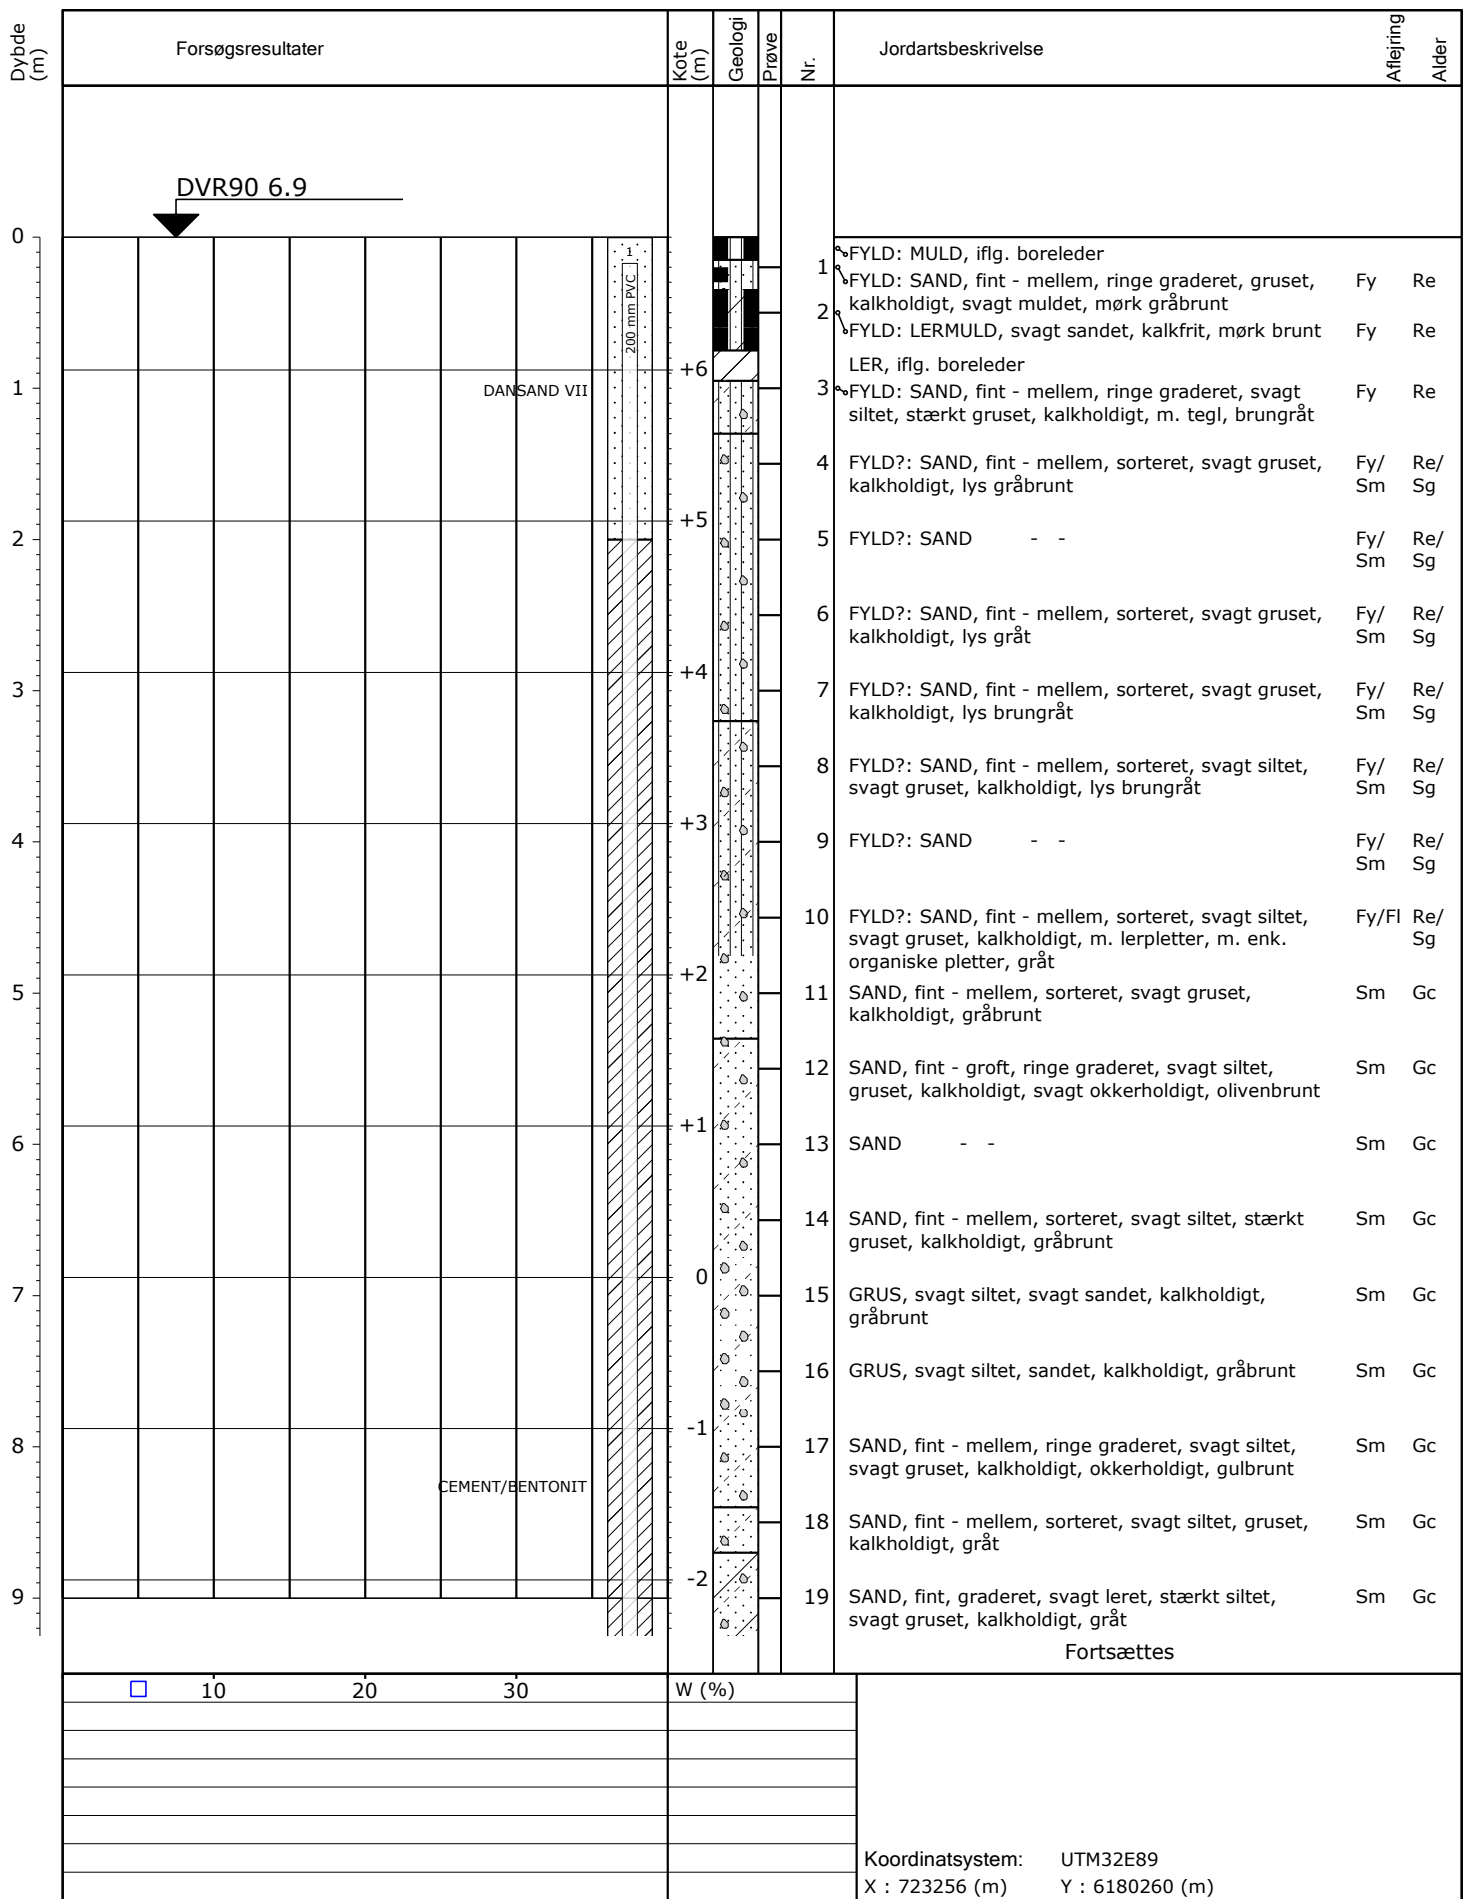 Dybde (m)
Forsøgsresultater
Kote (m)
Geologi
Prøve
Nr.
Jordartsbeskrivelse
Aflejring
Alder
DVR90 6.9
0
1
200 mm PVC
FYLD: MULD, iflg. boreleder
1 FYLD: SAND, fint - mellem, ringe graderet, gruset, Fy Re
kalkholdigt, svagt muldet, mørk gråbrunt
2 FYLD: LERMULD, svagt sandet, kalkfrit, mørk brunt Fy Re
LER, iflg. boreleder
+6
1 DANSAND VII
3 FYLD: SAND, fint - mellem, ringe graderet, svagt Fy Re
siltet, stærkt gruset, kalkholdigt, m. tegl, brungråt
4 FYLD?: SAND, fint - mellem, sorteret, svagt gruset, Fy/ Re/
kalkholdigt, lys gråbrunt Sm Sg
+5
2 5 FYLD?: SAND - - Fy/ Re/
Sm Sg
6 FYLD?: SAND, fint - mellem, sorteret, svagt gruset, Fy/ Re/
kalkholdigt, lys gråt Sm Sg
+4
3 7 FYLD?: SAND, fint - mellem, sorteret, svagt gruset, Fy/ Re/
kalkholdigt, lys brungråt Sm Sg
8 FYLD?: SAND, fint - mellem, sorteret, svagt siltet, Fy/ Re/
svagt gruset, kalkholdigt, lys brungråt Sm Sg
+3
4 9 FYLD?: SAND - - Fy/ Re/
Sm Sg
10 FYLD?: SAND, fint - mellem, sorteret, svagt siltet, Fy/Fl Re/
svagt gruset, kalkholdigt, m. lerpletter, m. enk. Sg
organiske pletter, gråt
+2
5 11 SAND, fint - mellem, sorteret, svagt gruset, Sm Gc
kalkholdigt, gråbrunt
12 SAND, fint - groft, ringe graderet, svagt siltet, Sm Gc
gruset, kalkholdigt, svagt okkerholdigt, olivenbrunt
+1
6 13 SAND - - Sm Gc
14 SAND, fint - mellem, sorteret, svagt siltet, stærkt Sm Gc
gruset, kalkholdigt, gråbrunt
0
7 15 GRUS, svagt siltet, svagt sandet, kalkholdigt, Sm Gc
gråbrunt
16 GRUS, svagt siltet, sandet, kalkholdigt, gråbrunt Sm Gc
-1
8 17 SAND, fint - mellem, ringe graderet, svagt siltet, Sm Gc
svagt gruset, kalkholdigt, okkerholdigt, gulbrunt
CEMENT/BENTONIT
18 SAND, fint - mellem, sorteret, svagt siltet, gruset, Sm Gc
kalkholdigt, gråt
-2
9 19 SAND, fint, graderet, svagt leret, stærkt siltet, Sm Gc
svagt gruset, kalkholdigt, gråt
Fortsættes
10 20 30 W (%)
Koordinatsystem: UTM32E89
X : 723256 (m) Y : 6180260 (m)